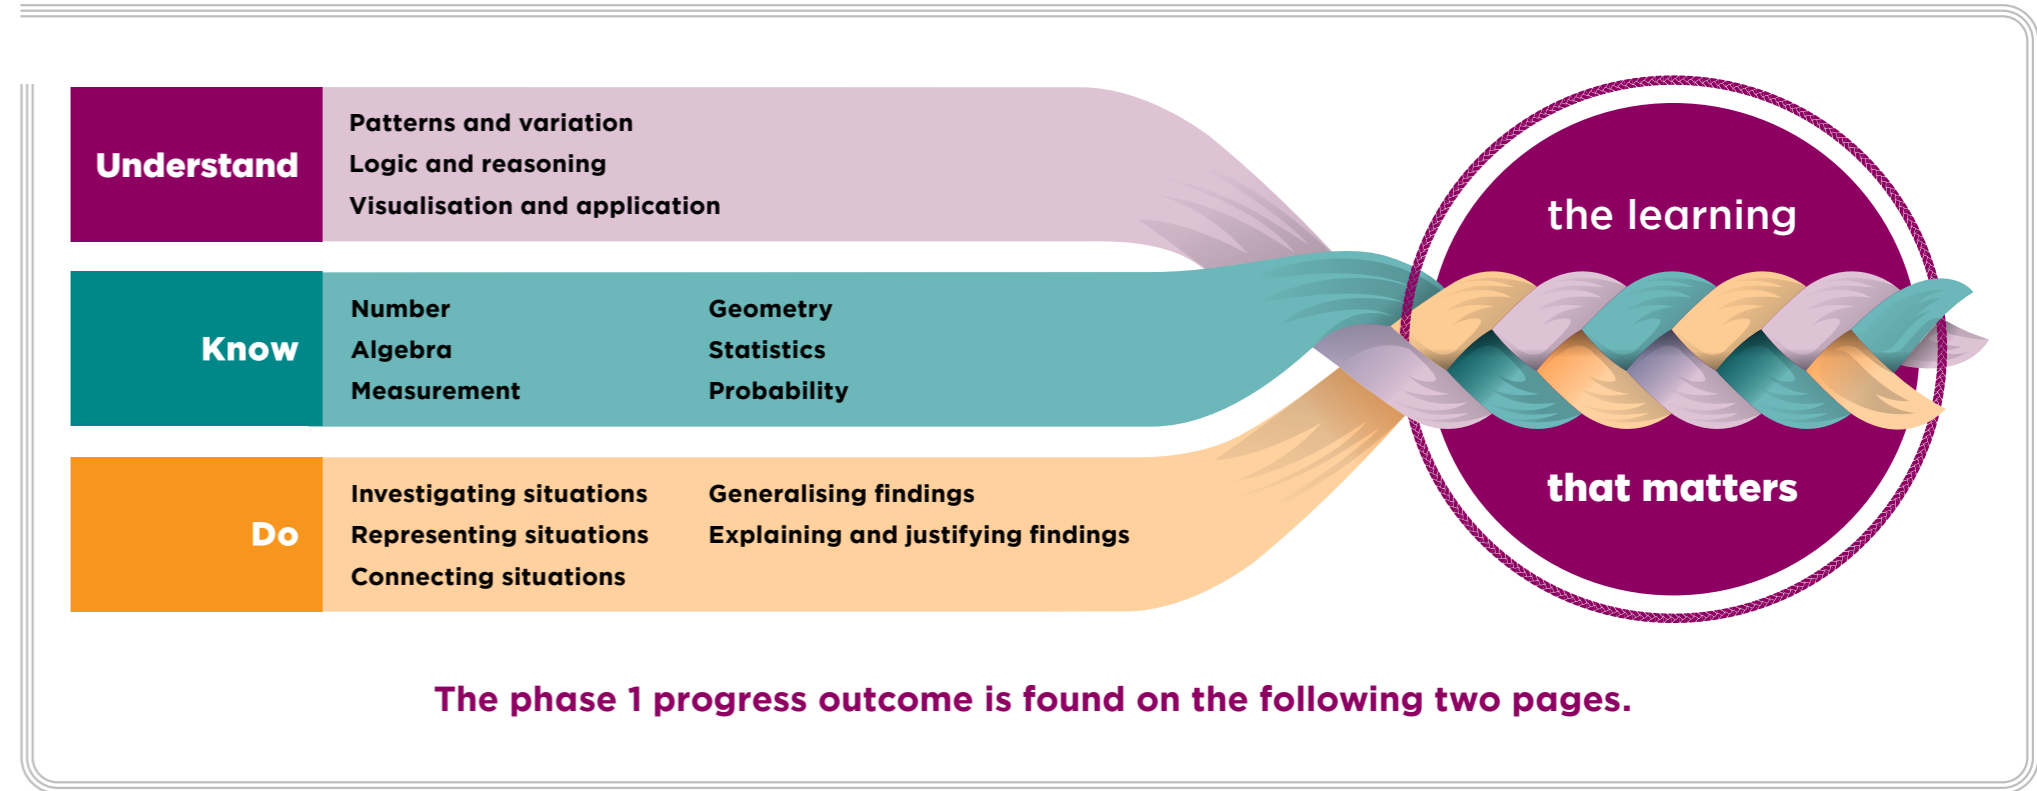 Understand
Patterns and variation
Logic and reasoning
Visualisation and application
Know
Number
Algebra
Measurement
Geometry
Statistics
Probability
Do
Investigating situations
Representing situations
Connecting situations
Generalising findings
Explaining and justifying findings
the learning
that matters
The phase 1 progress outcome is found on the following two pages.